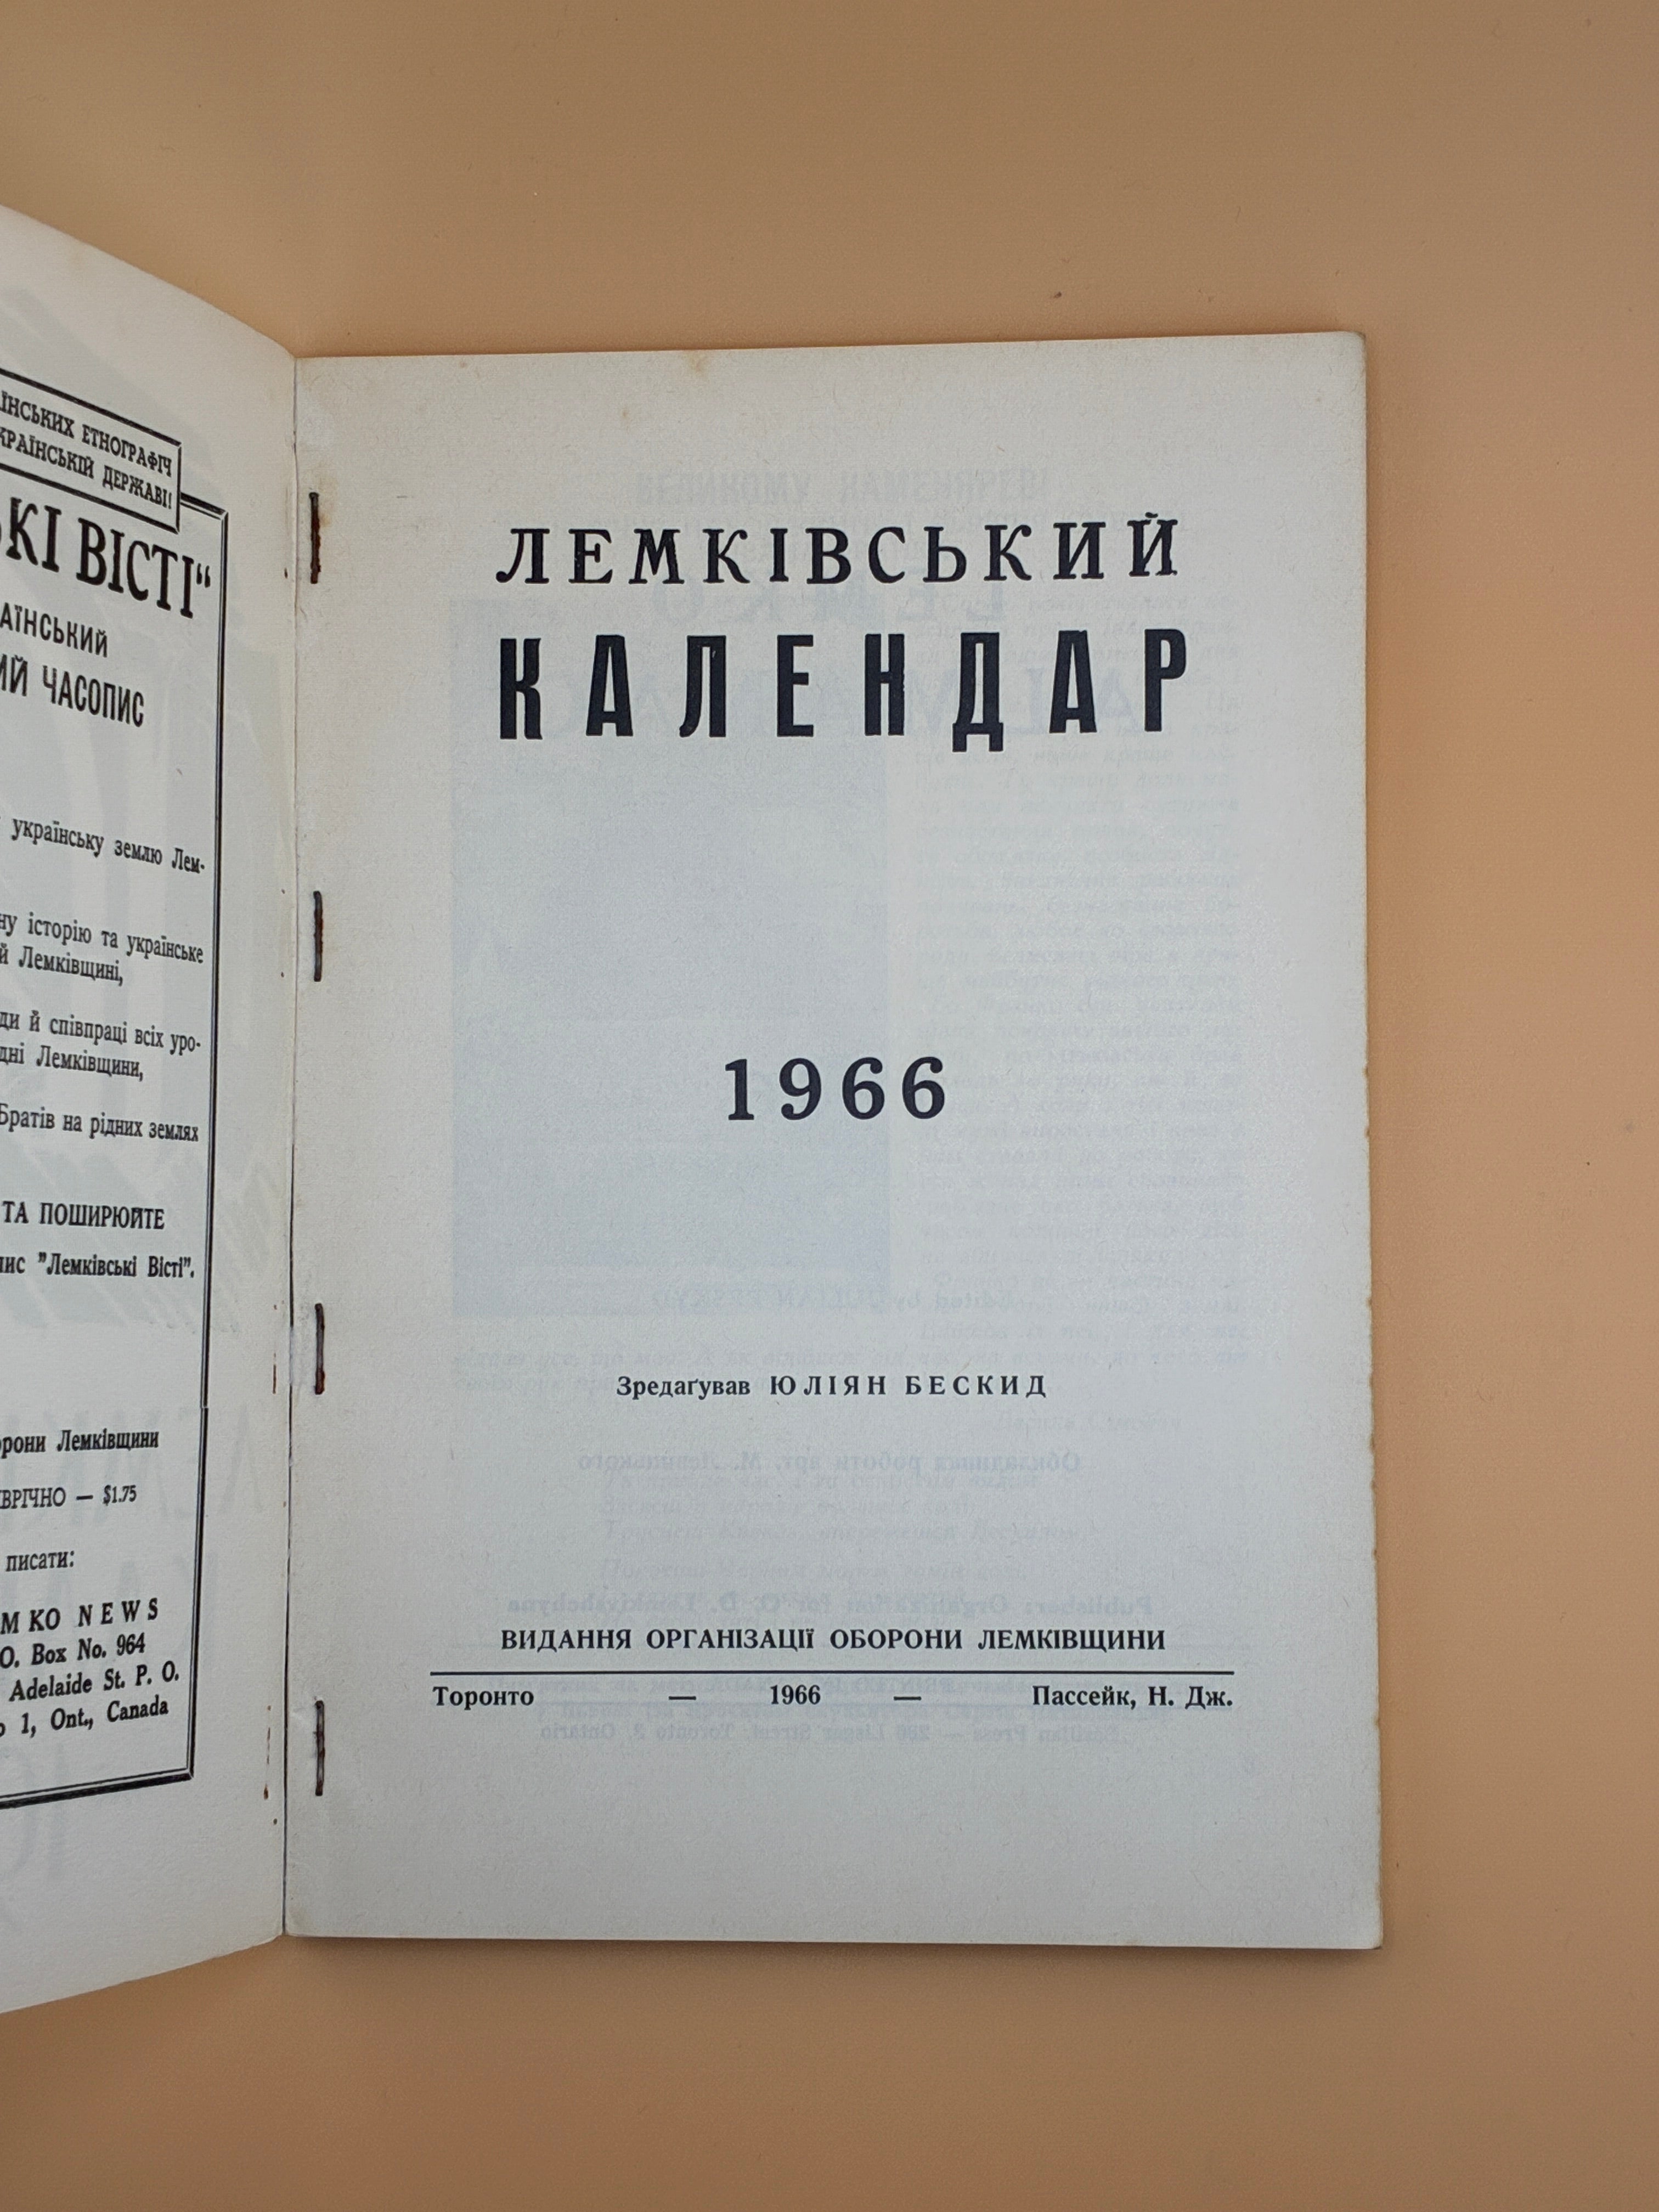 ЇНСЬКИХ ЕТНОГРАФІЧ
КРАЇНСЬКІЙ ДЕРЖАВІ!
ЬКІ ВІСТІ“
АЇНСЬКИЙ
ИЙ ЧАСОПИС
українську землю Лем-
ну історію та українське
й Лемківщині,
ди й співпраці всіх уро-
дні Лемківщини,
Братів на рідних землях
ТА ПОШИРЮЙТЕ
пис "Лемківські Вісті".
орони Лемківщини
ВРІЧНО — $1.75
писати:
MKO NEWS
O. Box No. 964
Adelaide St. P. O.
o 1, Ont., Canada
ЛЕМКІВСЬКИЙ
КАЛЕНДАР
1966
Зредаґував ЮЛІЯН БЕСКИД
ВИДАННЯ ОРГАНІЗАЦІЇ ОБОРОНИ ЛЕМКІВЩИНИ
Торонто — 1966 — Пассейк, Н. Дж.